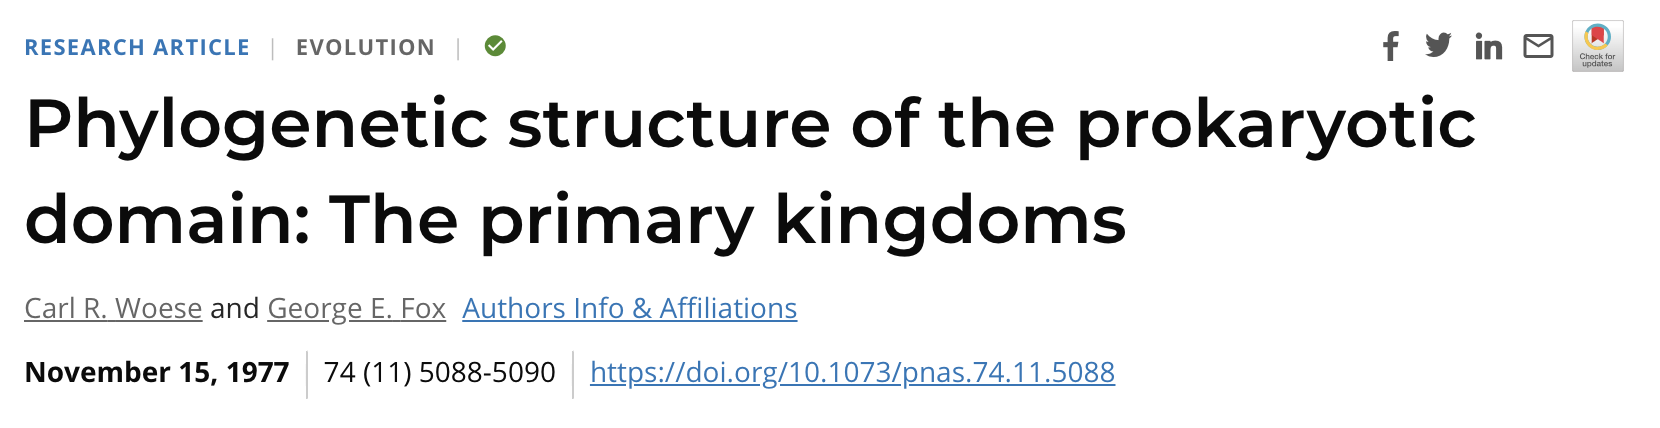 RESEARCH ARTICLE | EVOLUTION |
Check for
updates
Phylogenetic structure of the prokaryotic
domain: The primary kingdoms
Carl R. Woese and George E. Fox Authors Info & Affiliations
November 15, 1977 | 74 (11) 5088-5090 | https://doi.org/10.1073/pnas.74.11.5088